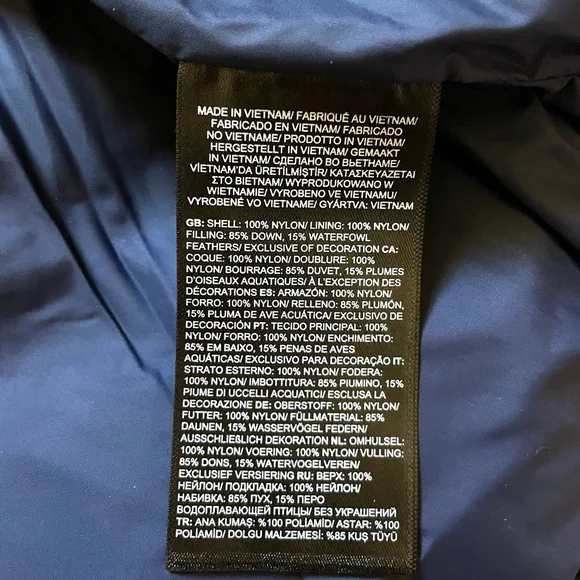 MADE IN VIETNAM/ FABRIQUÉ AU VIETNAM/
FABRICADO EN VIETNAM/ FABRICADO
NO VIETNAME/ PRODOTTO IN VIETNAM/
HERGESTELLT IN VIETNAM/ GEMAAKT
IN VIETNAM/ СДЕЛАНО ВО ВЬЕТНАМЕ/
VİETNAM'DA ÜRETİLMİŞTİR/ ΚΑΤΑΣΚΕΥΑΖΕΤΑΙ
ΣΤΟ ΒΙΕΤΝΑΜ/ WYPRODUKOWANO W
WIETNAMIE/ VYROBENO VE VIETNAMU/
VYROBENÉ VO VIETNAME/ GYÁRTVA: VIETNAM
GB: SHELL: 100% NYLON/ LINING: 100% NYLON/
FILLING: 85% DOWN, 15% WATERFOWL
FEATHERS/ EXCLUSIVE OF DECORATION CA:
COQUE: 100% NYLON/ DOUBLURE: 100%
NYLON/ BOURRAGE: 85% DUVET, 15% PLUMES
D'OISEAUX AQUATIQUES/ À L'EXCEPTION DES
DÉCORATIONS ES: ARMAZÓN: 100% NYLON/
FORRO: 100% NYLON/ RELLENO: 85% PLUMÓN,
15% PLUMA DE AVE ACUÁTICA/ EXCLUSIVO DE
DECORACIÓN PT: TECIDO PRINCIPAL: 100%
NYLON/ FORRO: 100% NYLON/ ENCHIMENTO:
85% EM BAIXO, 15% PENAS DE AVES
AQUÁTICAS/ EXCLUSIVO PARA DECORAÇÃO IT:
STRATO ESTERNO: 100% NYLON/ FODERA:
100% NYLON/ IMBOTTITURA: 85% PIUMINO, 15%
PIUME DI UCCELLI ACQUATICI/ ESCLUSA LA
DECORAZIONE DE: OBERSTOFF: 100% NYLON/
FUTTER: 100% NYLON/ FÜLLMATERIAL: 85%
DAUNEN, 15% WASSERVÖGEL FEDERN/
AUSSCHLIEßLICH DEKORATION NL: OMHULSEL:
100% NYLON/ VOERING: 100% NYLON/ VULLING:
85% DONS, 15% WATERVOGELVEREN/
EXCLUSIEF VERSIERING RU: ВЕРХ: 100%
НЕЙЛОН/ ПОДКЛАДКА: 100% НЕЙЛОН/
НАБИВКА: 85% ПУХ, 15% ПЕРО
ВОДОПЛАВАЮЩЕЙ ПТИЦЫ/ БЕЗ УКРАШЕНИЙ
TR: ANA KUMAŞ: %100 POLİAMİD/ ASTAR: %100
POLİAMİD/ DOLGU MALZEMESİ: %85 KUŞ TÜYÜ